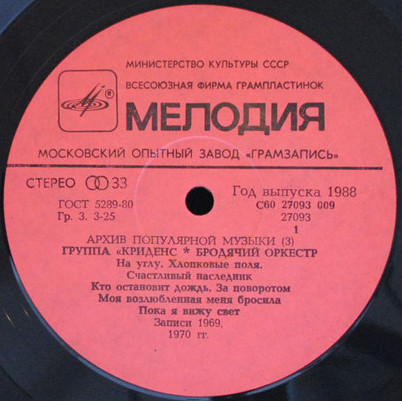 МИНИСТЕРСТВО КУЛЬТУРЫ СССР
ВСЕСОЮЗНАЯ ФИРМА ГРАМПЛАСТИНОК
® МЕЛОДИЯ
МОСКОВСКИЙ ОПЫТНЫЙ ЗАВОД «ГРАМЗАПИСЬ»
СТЕРЕО 33
Год выпуска 1988
ГОСТ 5289-80
С60 27093 009
Гр. 3. 3-25
27093
1
АРХИВ ПОПУЛЯРНОЙ МУЗЫКИ (3)
ГРУППА «КРИДЕНС * БРОДЯЧИЙ ОРКЕСТР
На углу. Хлопковые поля.
Счастливый наследник
Кто остановит дождь. За поворотом
Моя возлюбленная меня бросила
Пока я вижу свет
Записи 1969,
1970 гг.